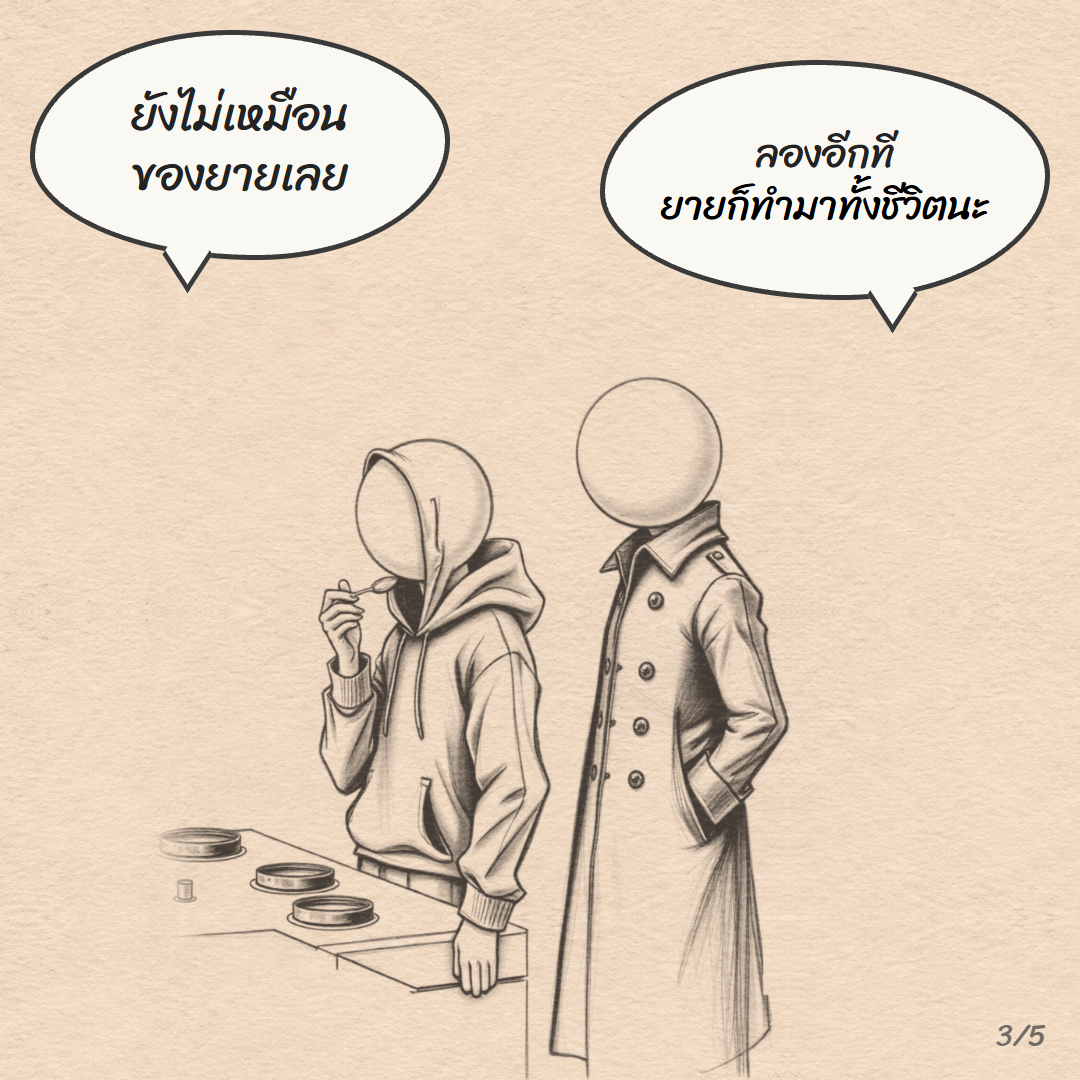 ยังไม่เหมือน
ของยายเลย
ลองอีกที
ยายก็ทำมาทั้งชีวิตนะ
3/5